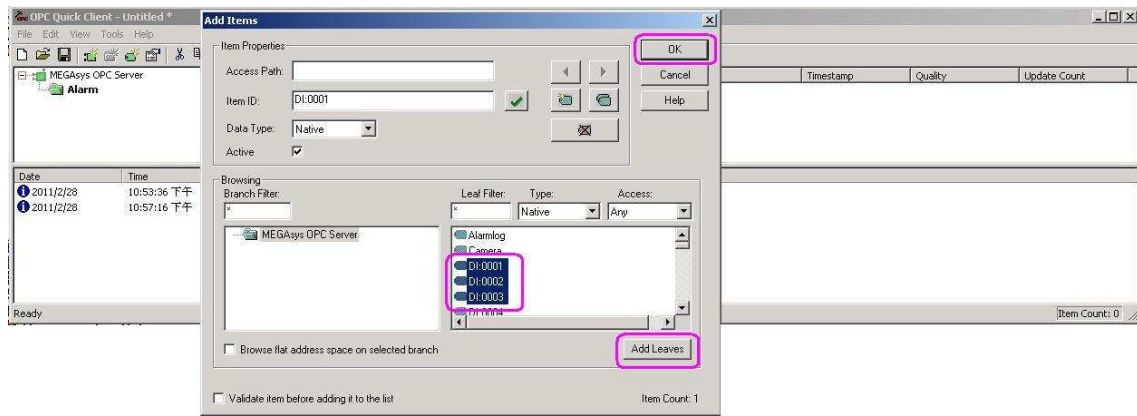 OPC Quick Client - Untitled *
File Edit View Tools Help
MEGAsys OPC Server
Alarm
Timestamp Quality Update Count
Date Time
2011/2/28 10:53:36 下午
2011/2/28 10:57:16 下午
Ready
Item Count: 0
Add Items
Item Properties
Access Path:
Item ID: DI:0001
Data Type: Native
Active
OK
Cancel
Help
Browsing
Branch Filter: Leaf Filter: Type: Access:
* * Native Any
MEGAsys OPC Server
Alarmlog
Camera
DI:0001
DI:0002
DI:0003
DI:0004
Browse flat address space on selected branch
Add Leaves
Validate item before adding it to the list
Item Count: 1